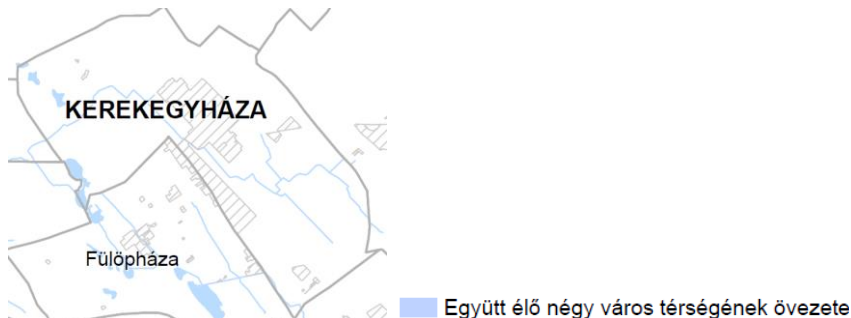 KEREKEGYHÁZA
Fülöpháza
Együtt élő négy város térségének övezete